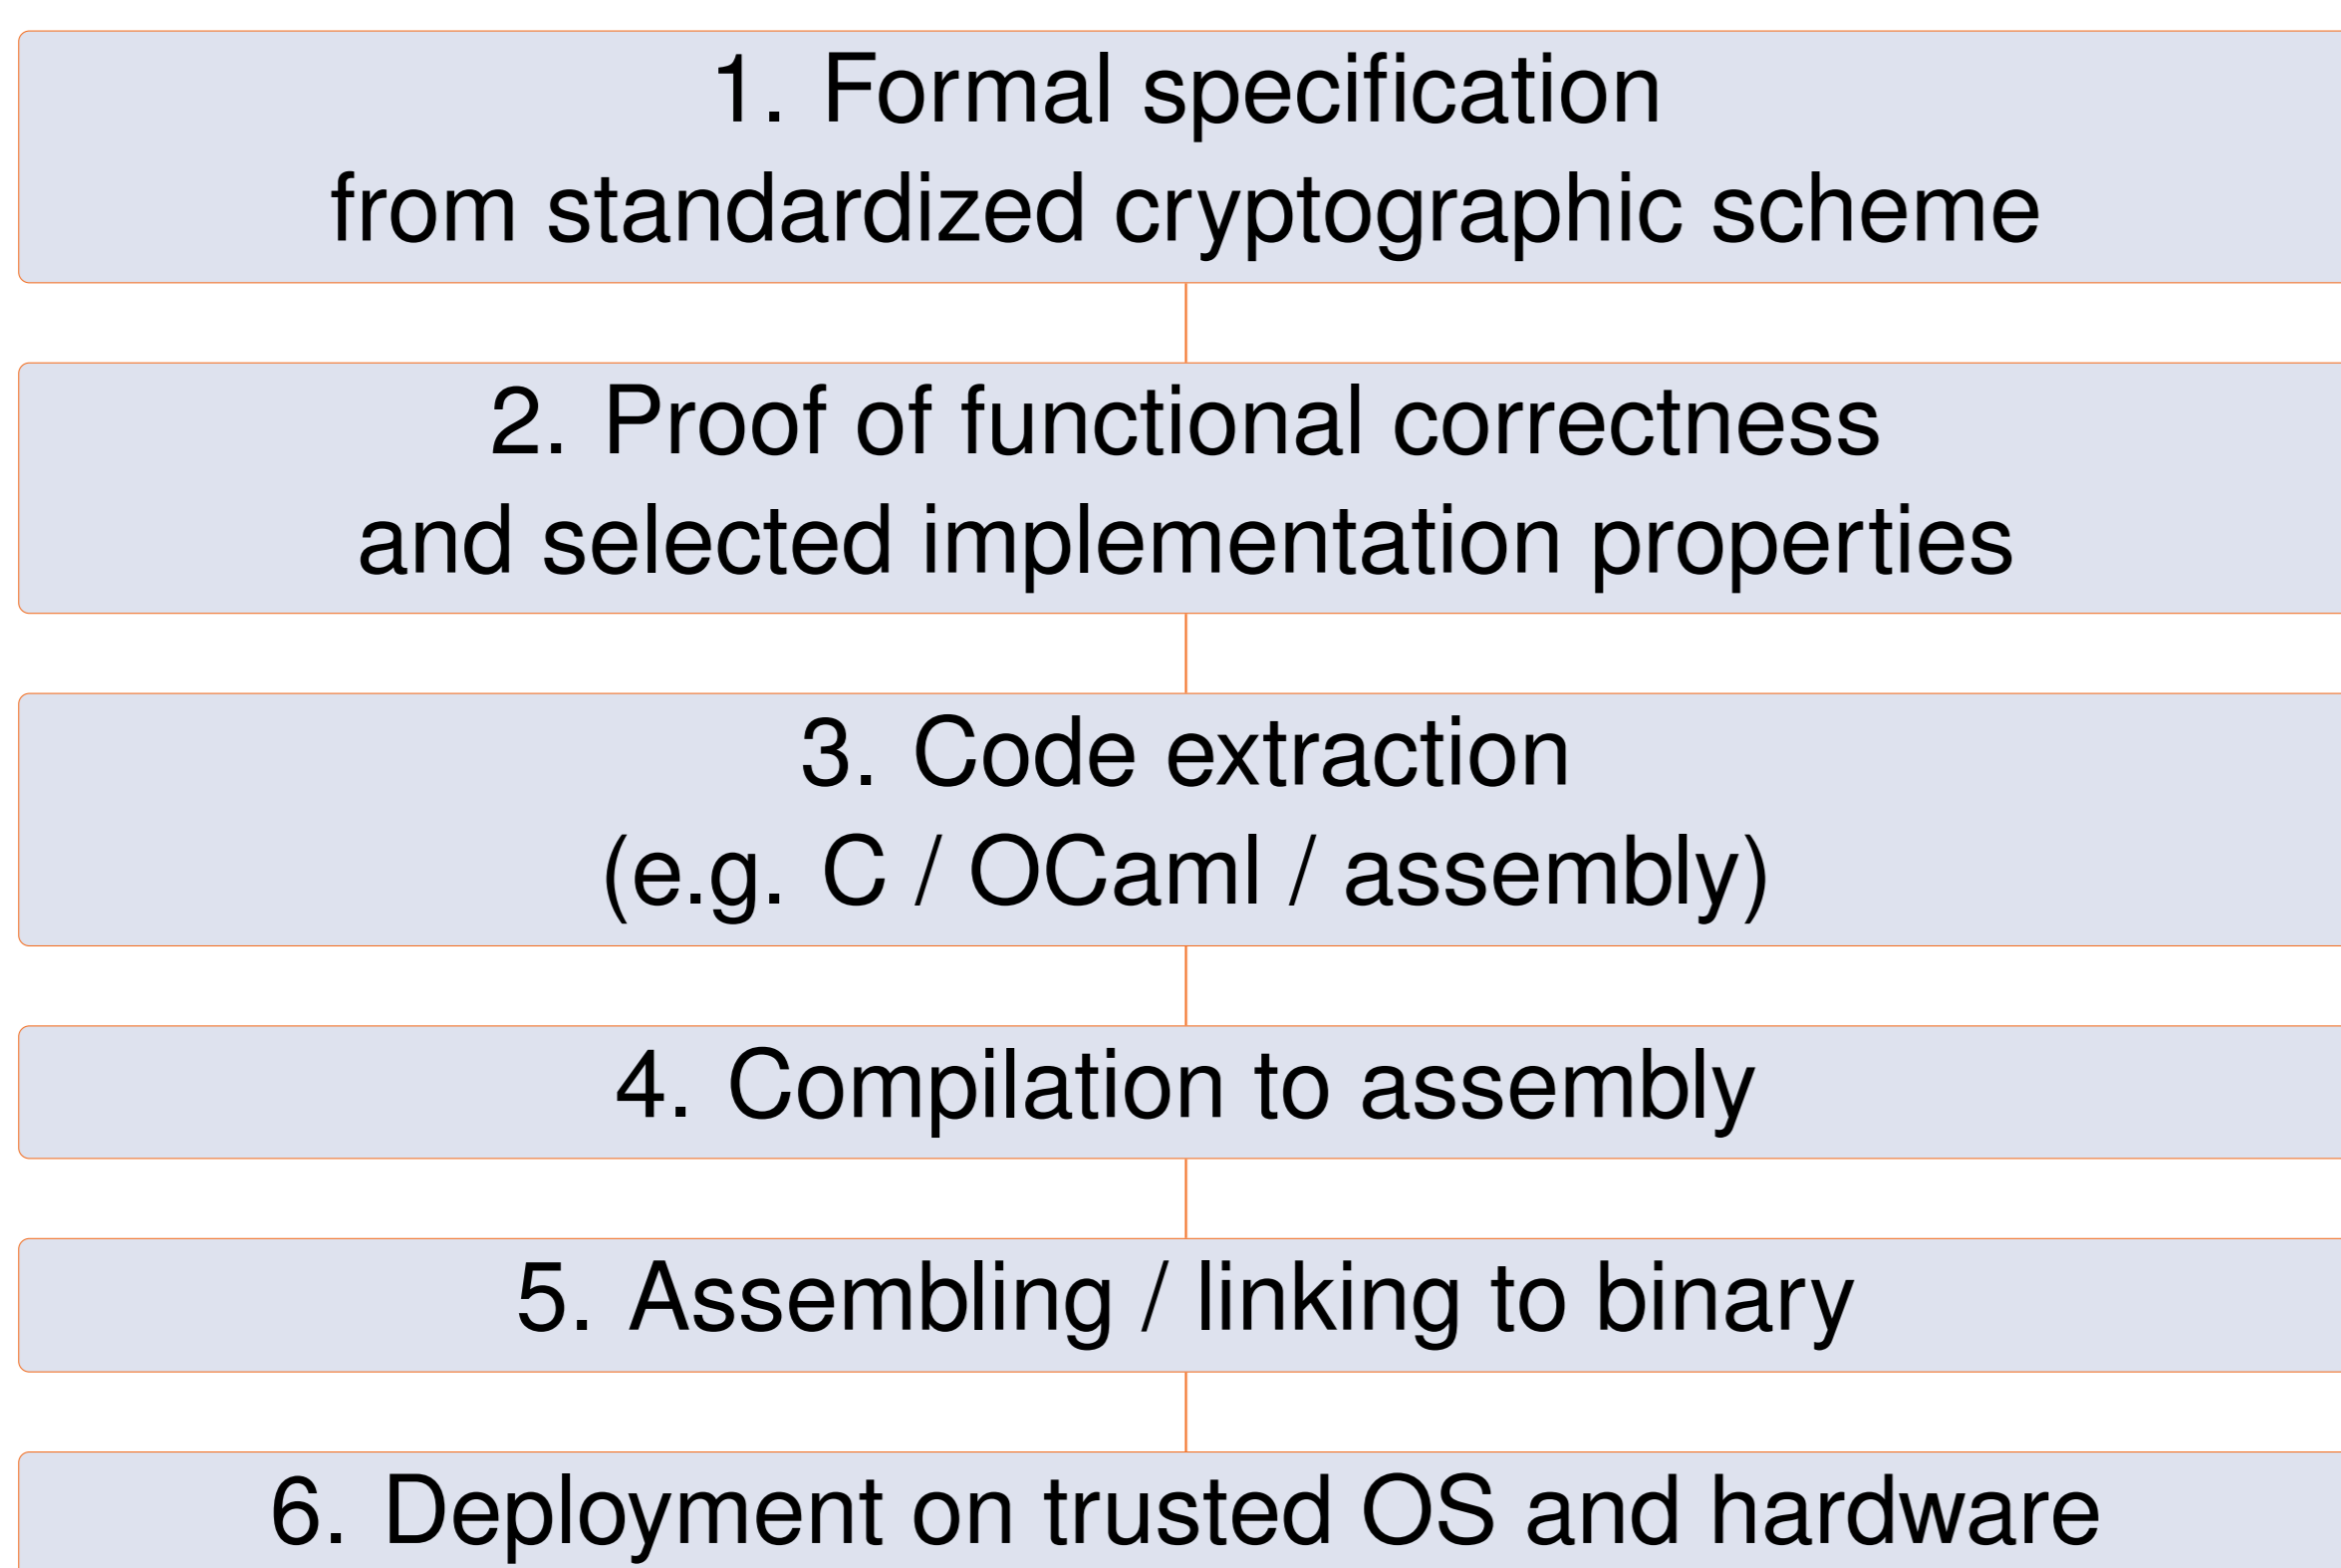 1. Formal specification
from standardized cryptographic scheme
2. Proof of functional correctness
and selected implementation properties
3. Code extraction
(e.g. C / OCaml / assembly)
4. Compilation to assembly
5. Assembling / linking to binary
6. Deployment on trusted OS and hardware